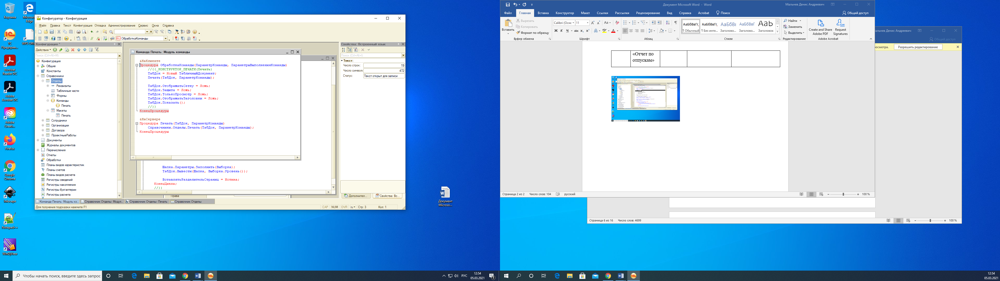 Корзина
Microso...
Edge
1С
Предприя...
WPS Offi
Acrobat
Reader DC
Adobe
Acrobat DC
Adobe
Creati...
Firefox
Google
Chrome
Inkscape
Notepad++
WinDjView
Документ
Microso...
Конфигуратор - Конфигурация
Файл Правка Текст Конфигурация Отладка Администрирование Сервис Окна Справка
ОбработкаКоманды
Конфигурация *
Действия
Поиск (Ctrl+Alt+M)
Конфигурация
Общие
Константы
Справочники
Отделы
Реквизиты
Табличные части
Формы
Команды
Печать
Макеты
Печать
Сотрудники
Организации
Договора
ПроектныеРаботы
Документы
Журналы документов
Перечисления
Отчеты
Обработки
Планы видов характеристик
Планы счетов
Планы видов расчета
Регистры сведений
Регистры накопления
Регистры бухгалтерии
Регистры расчета
Команда Печать: Модуль команды
&НаКлиенте
Процедура ОбработкаКоманды(ПараметрКоманды, ПараметрыВыполненияКоманды)
//{{_КОНСТРУКТОР_ПЕЧАТИ(Печать)
ТабДок = Новый ТабличныйДокумент;
Печать(ТабДок, ПараметрКоманды);
ТабДок.ОтображатьСетку = Ложь;
ТабДок.Защита = Ложь;
ТабДок.ТолькоПросмотр = Ложь;
ТабДок.ОтображатьЗаголовки = Ложь;
ТабДок.Показать();
//}}
КонецПроцедуры
&НаСервере
Процедура Печать(ТабДок, ПараметрКоманды)
Справочники.Отделы.Печать(ТабДок, ПараметрКоманды);
КонецПроцедуры
Шапка.Параметры.Заполнить(Выборка);
ТабДок.Вывести(Шапка, Выборка.Уровень());
ВставлятьРазделительСтраниц = Истина;
КонецЦикла;
//}}
Права
Свойства: Встроенный язык
Поиск (Ctrl+Alt+I)
Текст:
Число строк: 19
Число символо 472
Статус: Текст открыт для записи
Дополнител... Свойства: Вс...
Команда Печать: Модуль ко... Справочник Отделы: Модул... Справочник Отделы: Печать Справочник Отделы
Для получения подсказки нажмите F1 CAP NUM OVR ru Стр: 3 Кол: 1
Чтобы начать поиск, введите здесь запрос
РУС
12:54
05.03.2021
1
Документ Microsoft Word - Word Мальнев Денис Андреевич
Файл Главная Вставка Конструктор Макет Ссылки Рассылки Рецензирование Вид Справка Acrobat Поиск Общий доступ
Вставить
Вырезать
Копировать
Формат по образцу
Буфер обмена
Calibri (Осно 11
Ж К Ч abc x₂ x²
Шрифт
Абзац
АаБбВвГг, АаБбВвГг, АаБбВв АаБбВвГ АаЬ
¶ Обычный ¶ Без инте... Заголово... Заголово... Заголовок
Стили
Найти
Заменить
Выделить
Редактирование
Create and Share
Adobe PDF
Request
Signatures
Adobe Acrobat
«Отчет по
отпускам»
Страница 2 из 2 Число слов: 104 русский 100 %
альнев Денис Андреевич
Общий доступ
осмотра. Разрешить редактирование
Страница 6 из 16 Число слов: 4699 100 %
12:54
05.03.2021